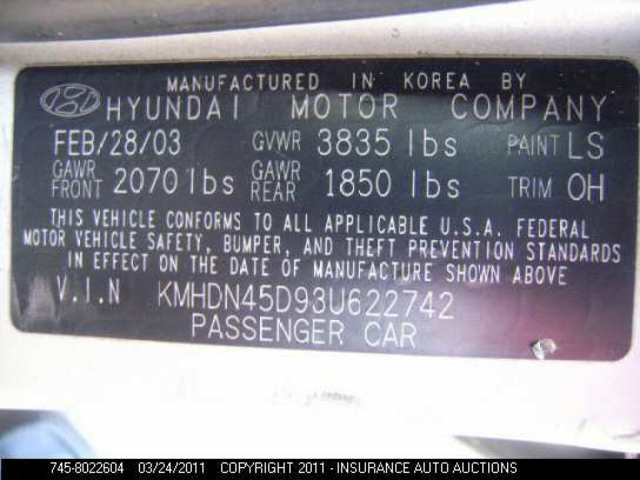 MANUFACTURED IN KOREA BY
HYUNDAI MOTOR COMPANY
FEB/28/03 GVWR 3835 lbs PAINT LS
GAWR FRONT 2070 lbs GAWR REAR 1850 lbs TRIM OH
THIS VEHICLE CONFORMS TO ALL APPLICABLE U.S.A. FEDERAL
MOTOR VEHICLE SAFETY, BUMPER, AND THEFT PREVENTION STANDARDS
IN EFFECT ON THE DATE OF MANUFACTURE SHOWN ABOVE
V.I.N KMHDN45D93U622742
PASSENGER CAR
745-8022604 03/24/2011 COPYRIGHT 2011 - INSURANCE AUTO AUCTIONS